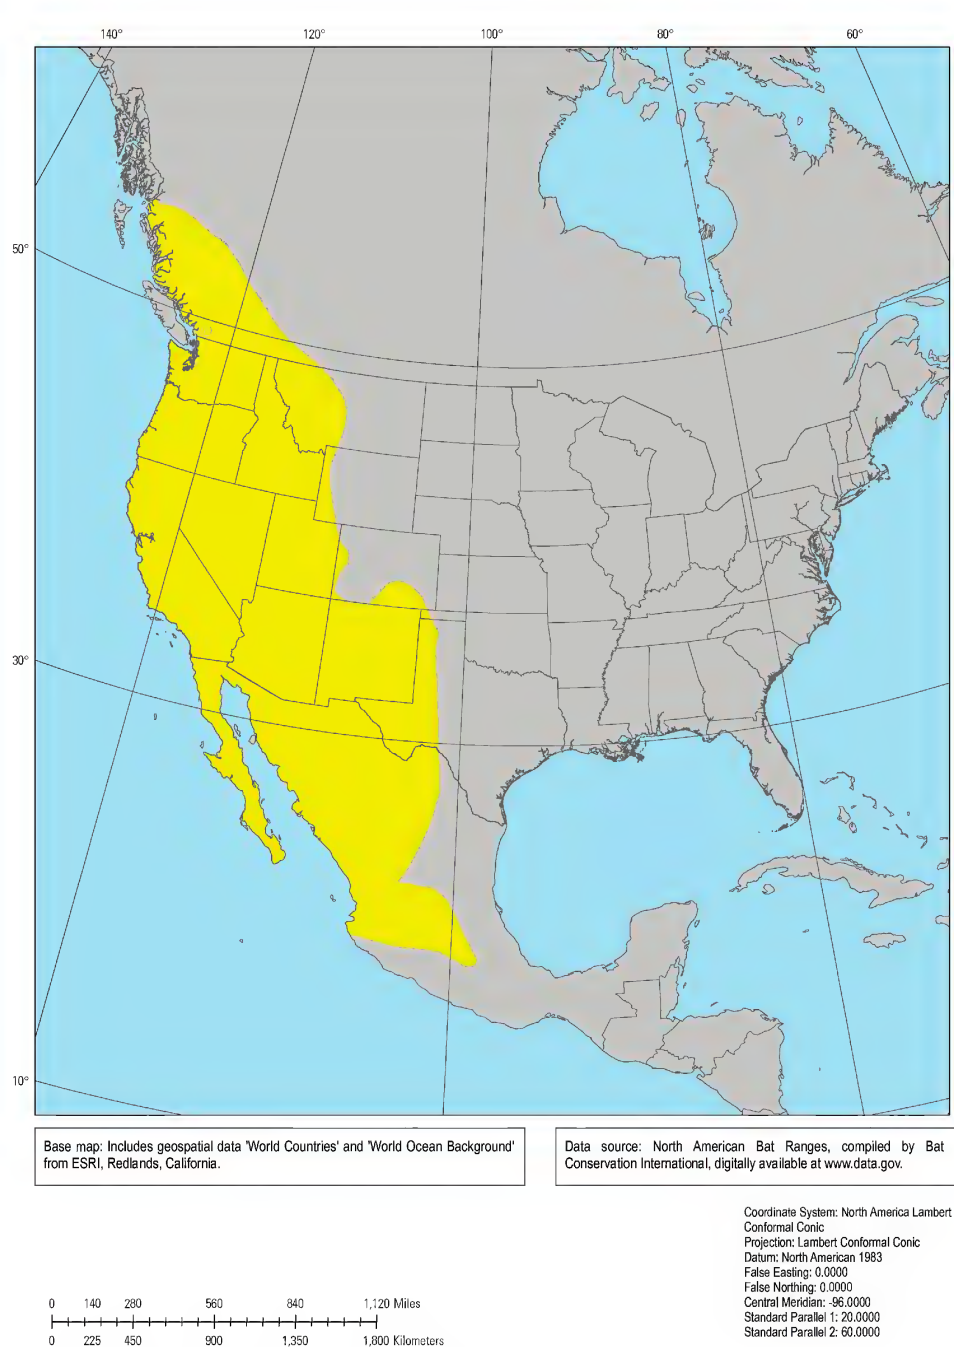 140° 120° 100° 80° 60°
50°
30°
10°
Base map: Includes geospatial data 'World Countries' and 'World Ocean Background'
from ESRI, Redlands, California.
Data source: North American Bat Ranges, compiled by Bat
Conservation International, digitally available at www.data.gov.
Coordinate System: North America Lambert
Conformal Conic
Projection: Lambert Conformal Conic
Datum: North American 1983
False Easting: 0.0000
False Northing: 0.0000
Central Meridian: -96.0000
Standard Parallel 1: 20.0000
Standard Parallel 2: 60.0000
0 140 280 560 840 1,120 Miles
0 225 450 900 1,350 1,800 Kilometers